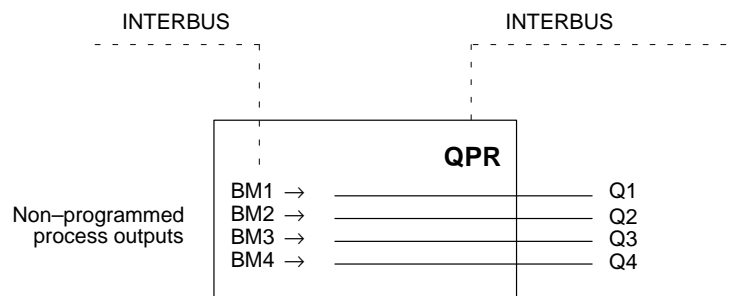 INTERBUS INTERBUS
QPR
BM1 → Q1
BM2 → Q2
BM3 → Q3
BM4 → Q4
Non–programmed
process outputs